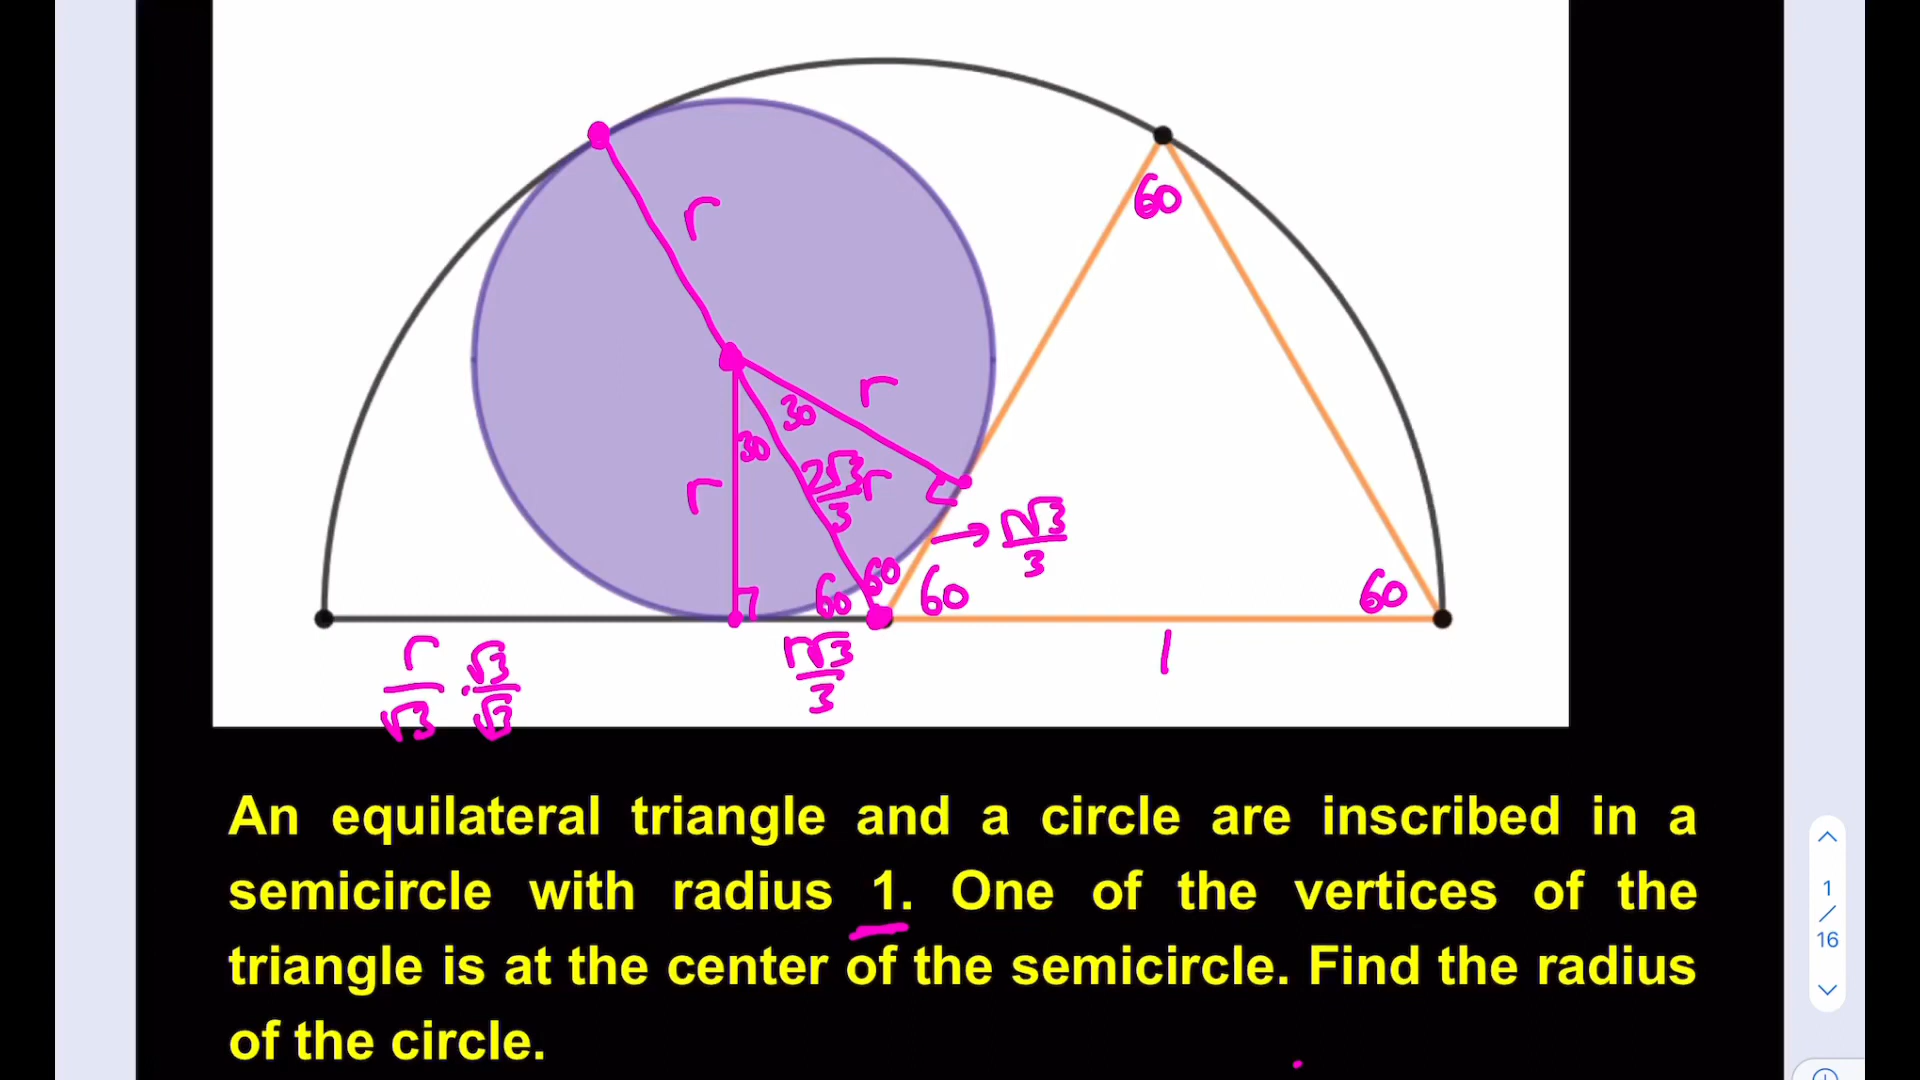 60
r
r
30
30
r
2√3/3 r
r√3/3
60
60
60
60
r/√3 · √3/√3
r√3/3
1
An equilateral triangle and a circle are inscribed in a
semicircle with radius 1. One of the vertices of the
triangle is at the center of the semicircle. Find the radius
of the circle.
1
/
16